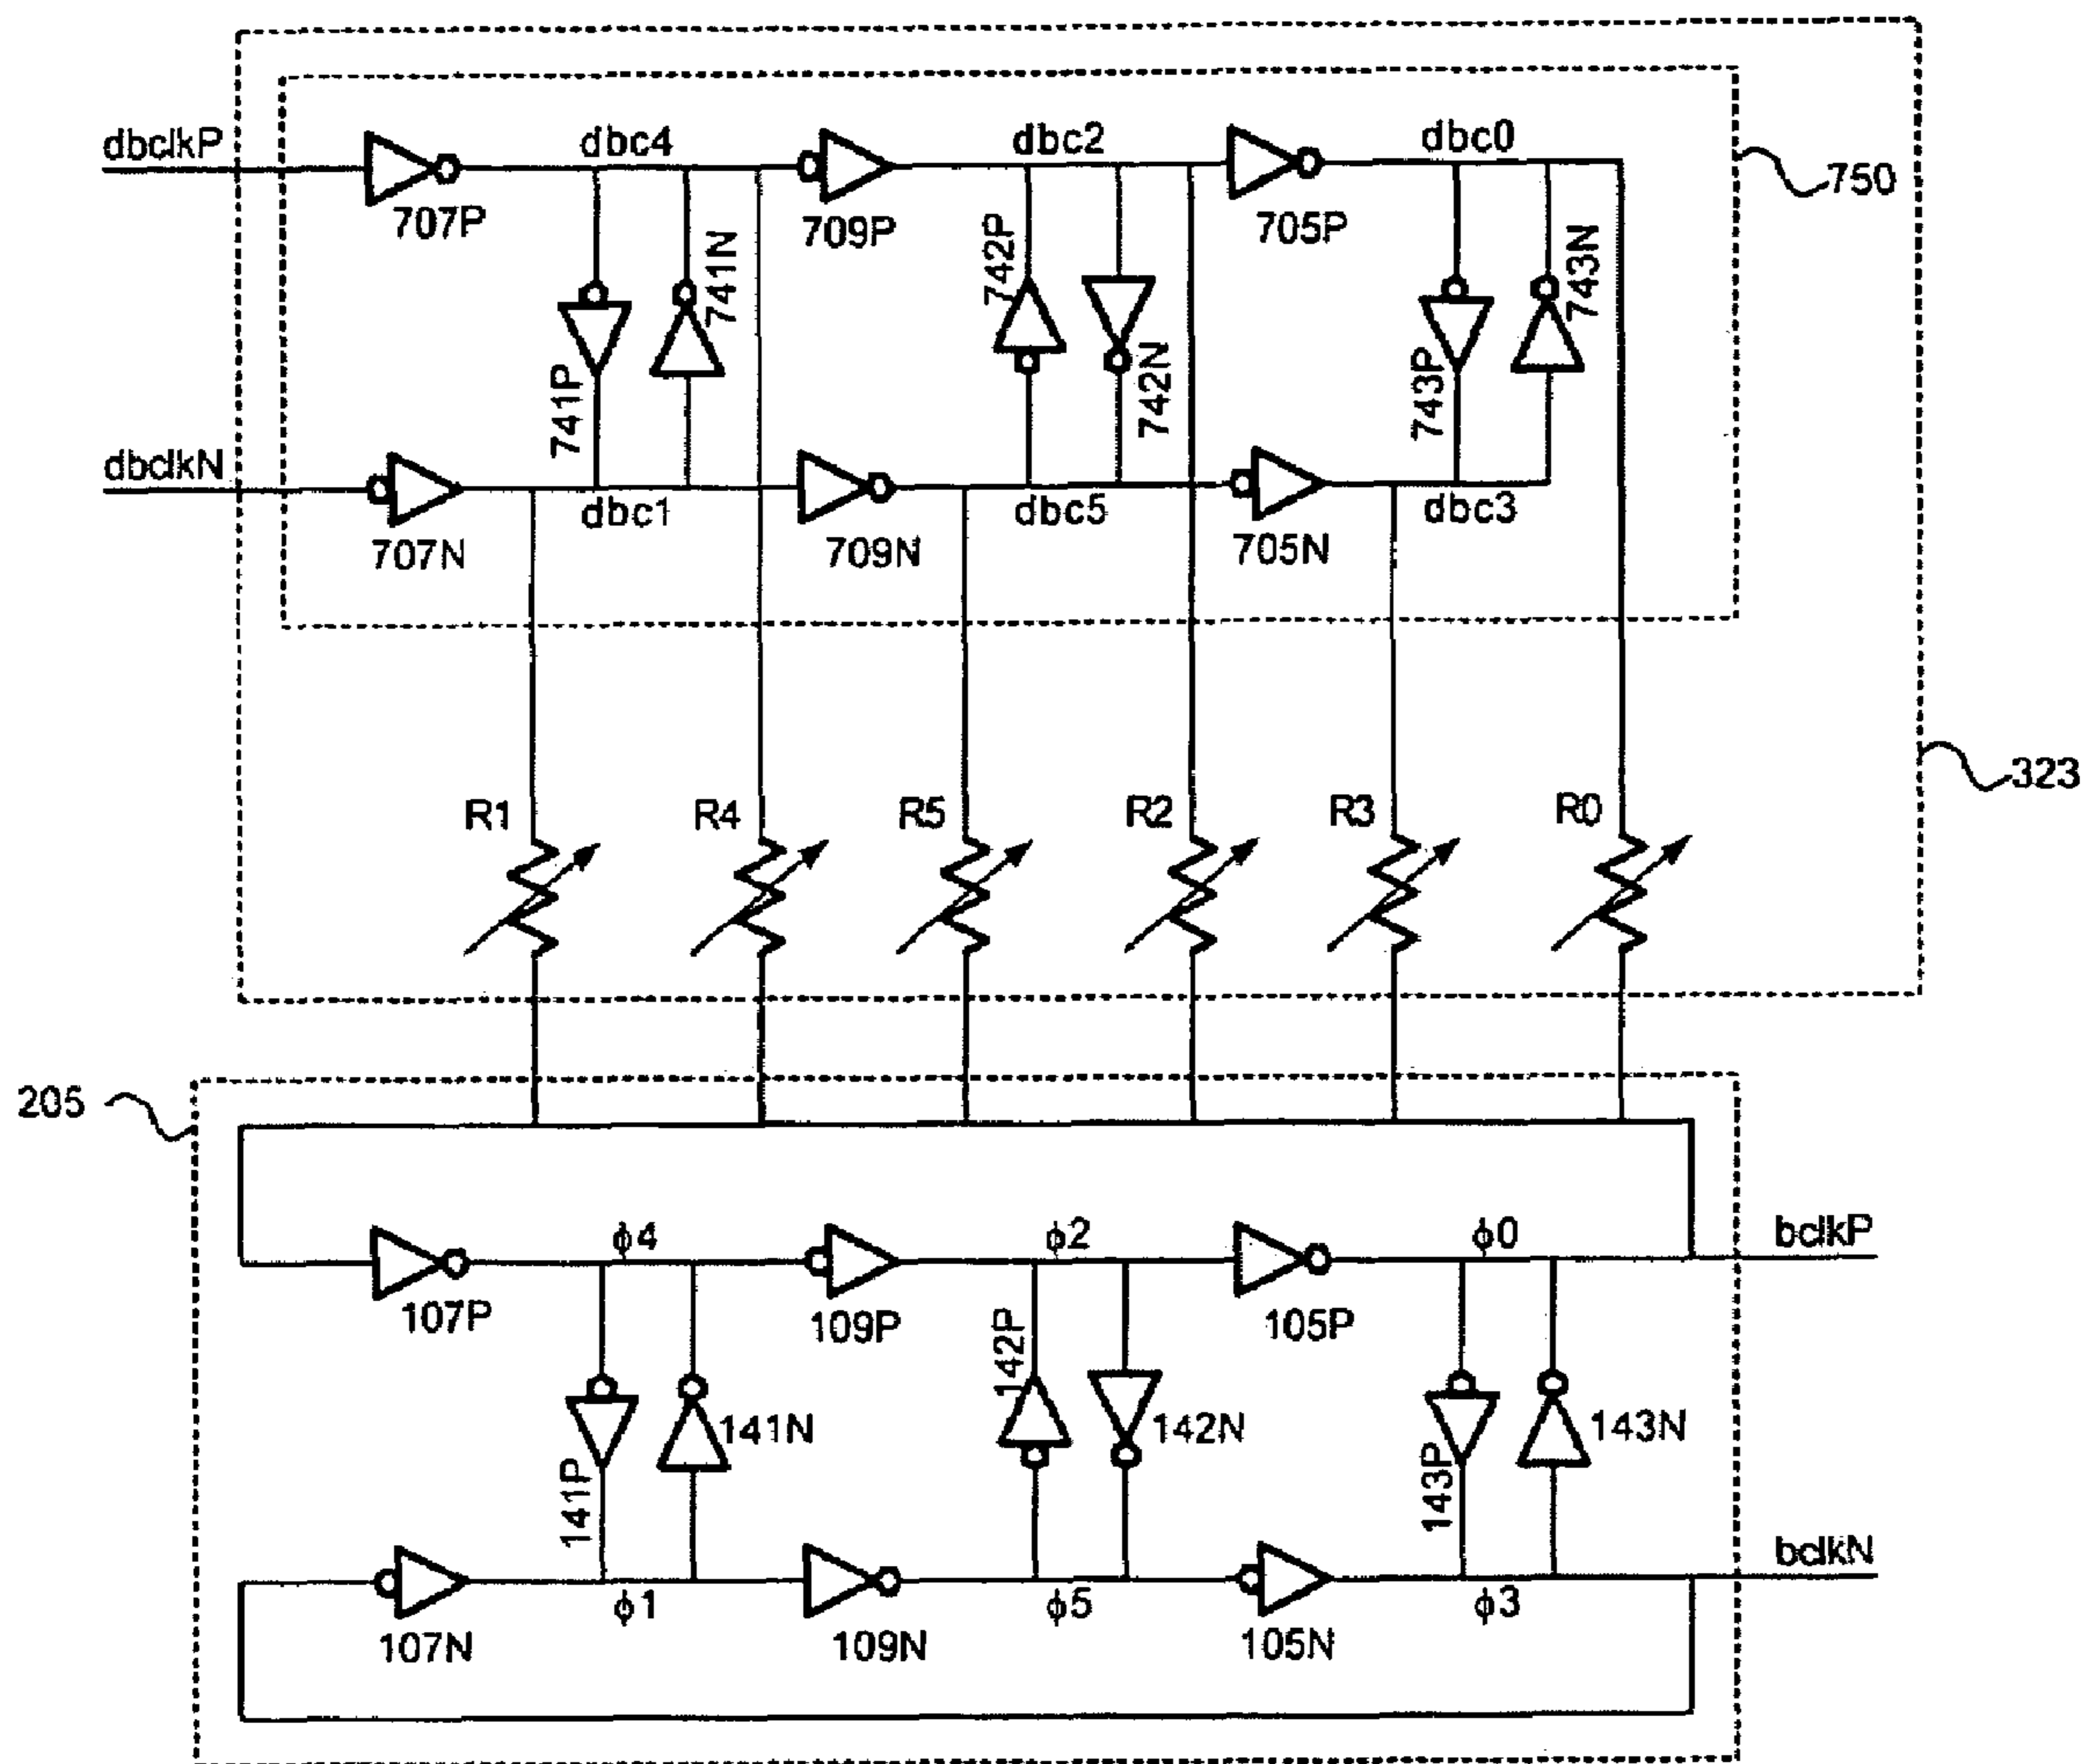 dbclkP
dbc4
dbc2
dbc0
750
707P
709P
705P
741P
741N
742P
742N
743P
743N
dbclkN
dbc1
dbc5
dbc3
707N
709N
705N
323
R1
R4
R5
R2
R3
R0
205
ϕ4
ϕ2
ϕ0
bclkP
107P
109P
105P
141P
141N
142P
142N
143P
143N
bclkN
ϕ1
ϕ5
ϕ3
107N
109N
105N